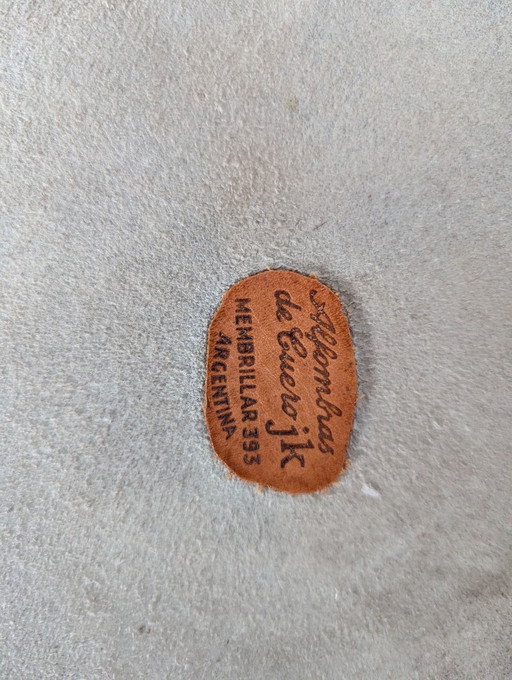 Alfombras
de Cuero jk
MEMBRILLAR 393
ARGENTINA